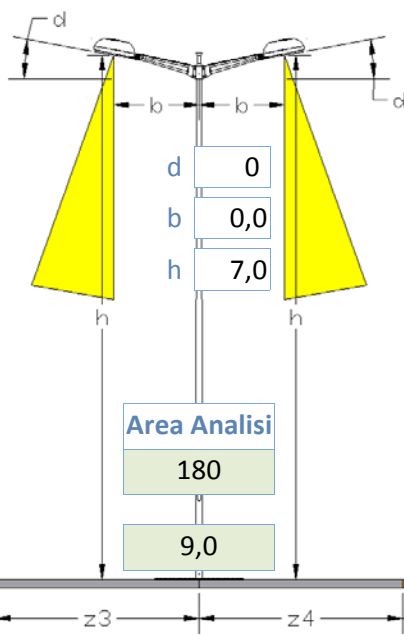 d
d
b b
d 0
b 0,0
h 7,0
h h
Area Analisi
180
9,0
z3 z4